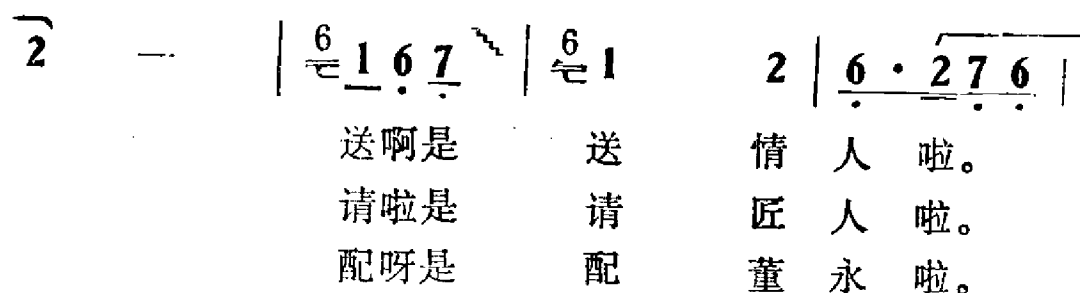 2 — | 6 1 6 7 | 6 1 2 | 6 · 2 7 6 |
送啊是 送 情 人 啦。
请啦是 请 匠 人 啦。
配呀是 配 董 永 啦。